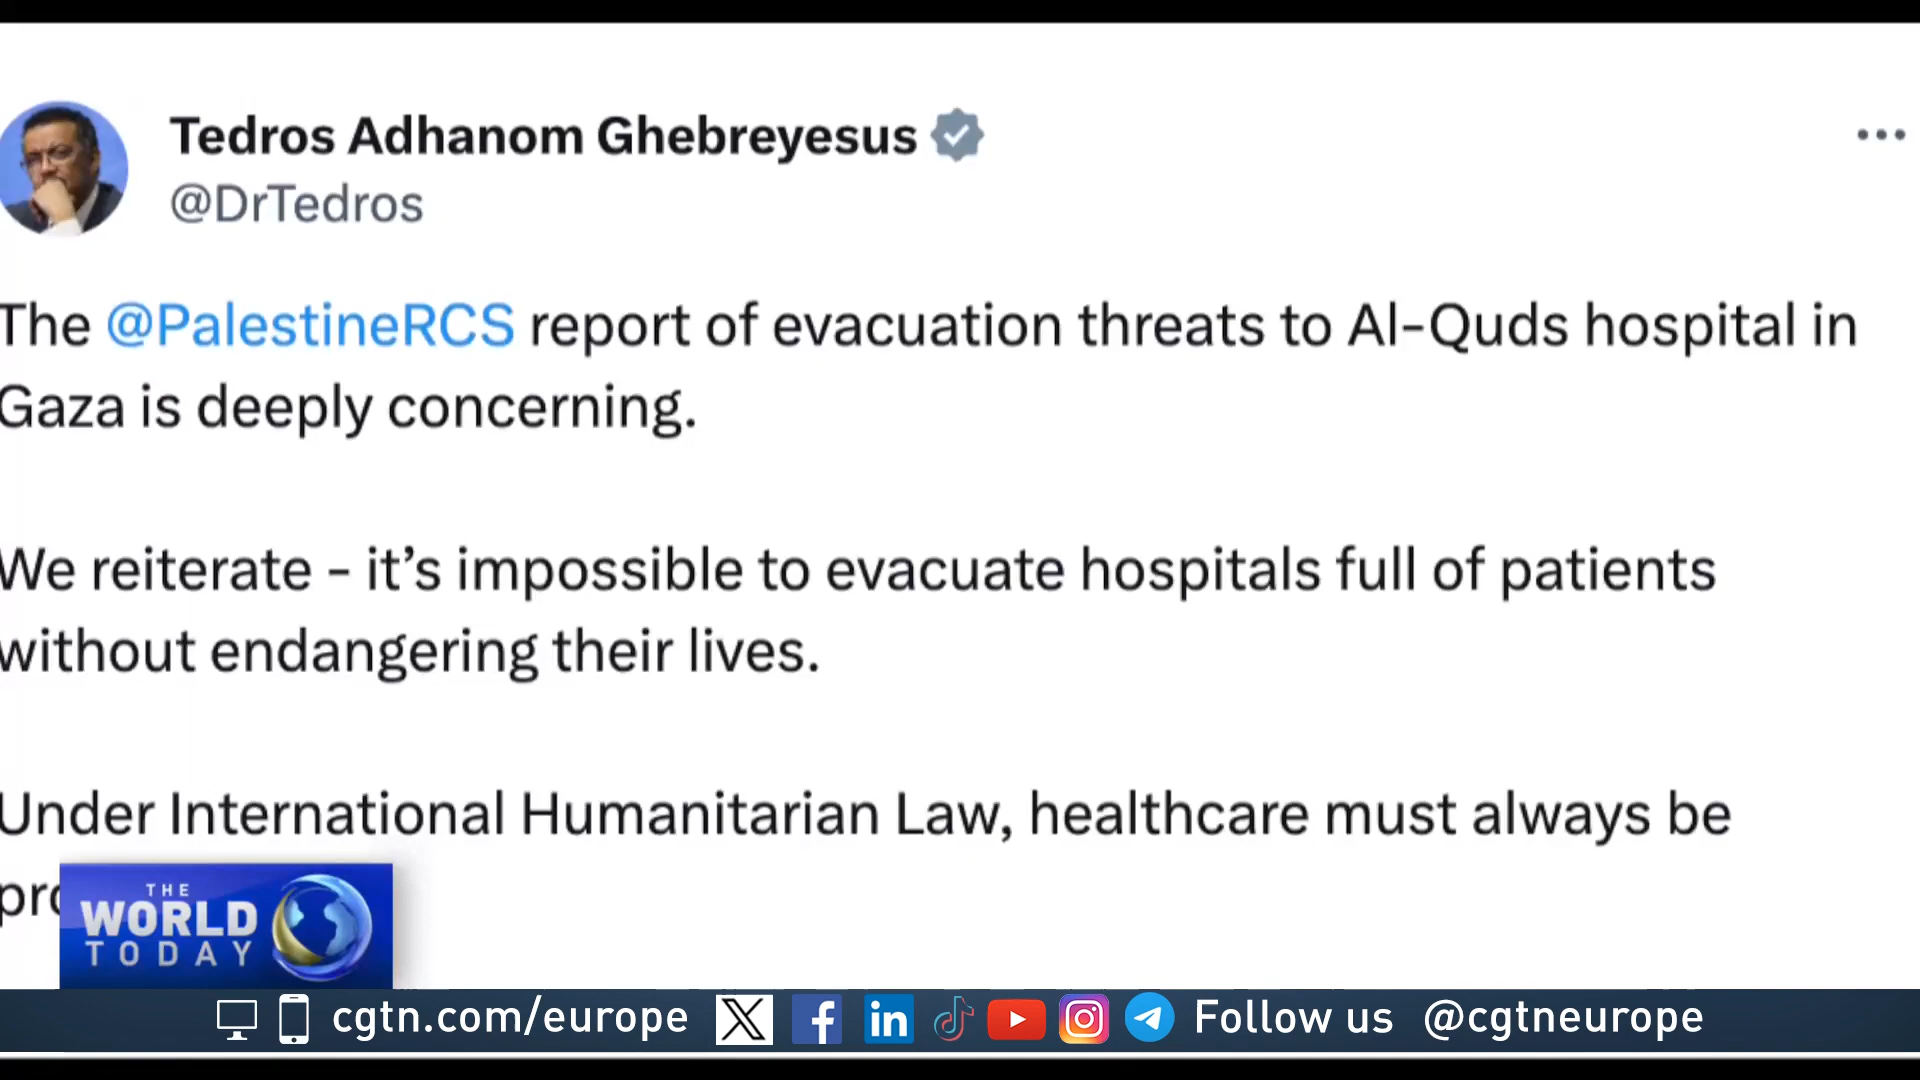 Tedros Adhanom Ghebreyesus
@DrTedros
The @PalestineRCS report of evacuation threats to Al-Quds hospital in
Gaza is deeply concerning.
We reiterate - it’s impossible to evacuate hospitals full of patients
without endangering their lives.
Under International Humanitarian Law, healthcare must always be
THE
WORLD
TODAY
cgtn.com/europe Follow us @cgtneurope